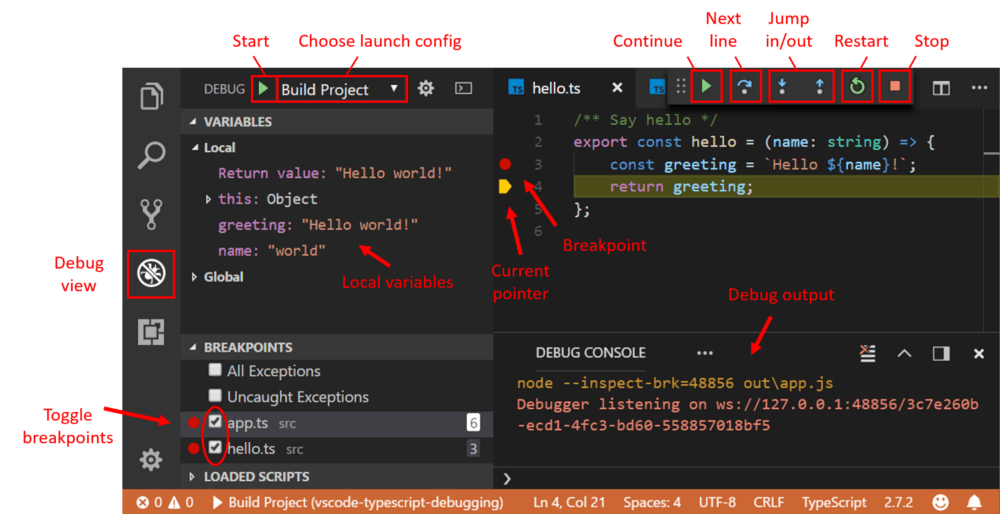 Next line
Jump in/out
Start
Choose launch config
Continue
Restart
Stop
DEBUG
Build Project
TS hello.ts
TS
VARIABLES
Local
Return value: "Hello world!"
this: Object
greeting: "Hello world!"
name: "world"
Global
Local variables
Debug view
1 /** Say hello */
2 export const hello = (name: string) => {
3 const greeting = `Hello ${name}!`;
4 return greeting;
5 };
6
Breakpoint
Current pointer
Debug output
BREAKPOINTS
All Exceptions
Uncaught Exceptions
app.ts src 6
hello.ts src 3
LOADED SCRIPTS
Toggle breakpoints
DEBUG CONSOLE
node --inspect-brk=48856 out\app.js
Debugger listening on ws://127.0.0.1:48856/3c7e260b
-ecd1-4fc3-bd60-558857018bf5
0 0 Build Project (vscode-typescript-debugging) Ln 4, Col 21 Spaces: 4 UTF-8 CRLF TypeScript 2.7.2